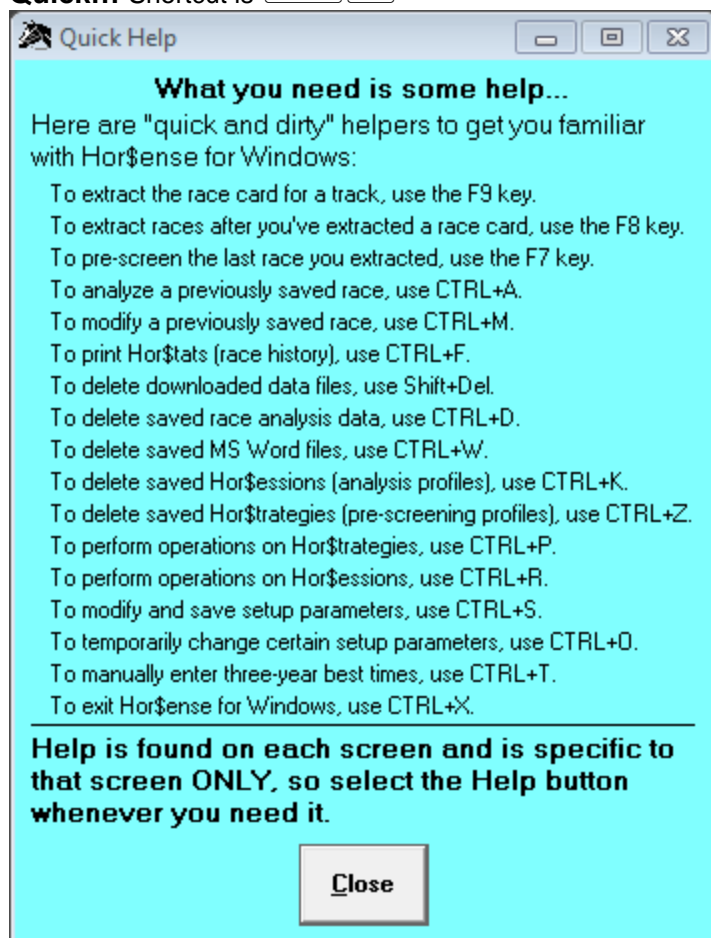 Quick... Shortcut is
Quick Help
What you need is some help...
Here are "quick and dirty" helpers to get you familiar
with Hor$ense for Windows:
To extract the race card for a track, use the F9 key.
To extract races after you've extracted a race card, use the F8 key.
To pre-screen the last race you extracted, use the F7 key.
To analyze a previously saved race, use CTRL+A.
To modify a previously saved race, use CTRL+M.
To print Hor$tats (race history), use CTRL+F.
To delete downloaded data files, use Shift+Del.
To delete saved race analysis data, use CTRL+D.
To delete saved MS Word files, use CTRL+W.
To delete saved Hor$essions (analysis profiles), use CTRL+K.
To delete saved Hor$trategies (pre-screening profiles), use CTRL+Z.
To perform operations on Hor$trategies, use CTRL+P.
To perform operations on Hor$essions, use CTRL+R.
To modify and save setup parameters, use CTRL+S.
To temporarily change certain setup parameters, use CTRL+O.
To manually enter three-year best times, use CTRL+T.
To exit Hor$ense for Windows, use CTRL+X.
Help is found on each screen and is specific to
that screen ONLY, so select the Help button
whenever you need it.
Close